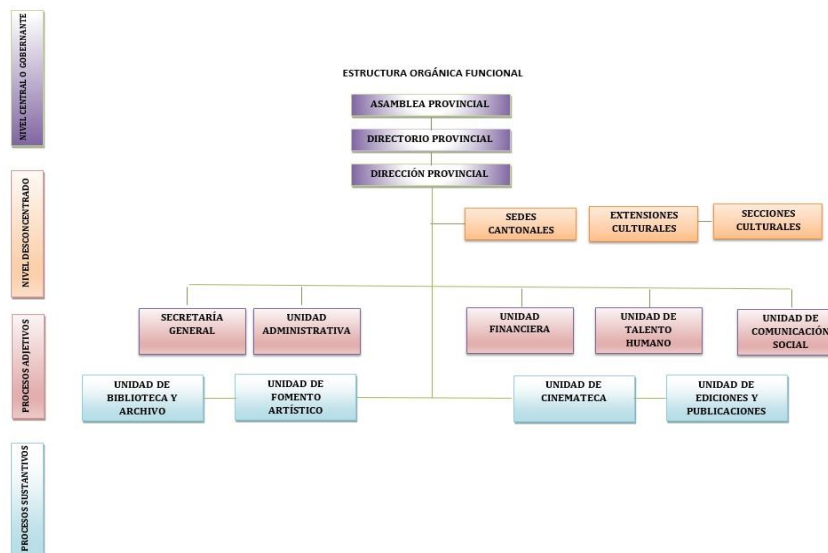 NIVEL CENTRAL O GOBERNANTE
ESTRUCTURA ORGÁNICA FUNCIONAL
ASAMBLEA PROVINCIAL
DIRECTORIO PROVINCIAL
DIRECCIÓN PROVINCIAL
NIVEL DESCONCENTRADO
SEDES
CANTONALES
EXTENSIONES
CULTURALES
SECCIONES
CULTURALES
PROCESOS ADJETIVOS
SECRETARÍA
GENERAL
UNIDAD
ADMINISTRATIVA
UNIDAD
FINANCIERA
UNIDAD DE
TALENTO
HUMANO
UNIDAD DE
COMUNICACIÓN
SOCIAL
UNIDAD DE
BIBLIOTECA Y
ARCHIVO
UNIDAD DE
FOMENTO
ARTÍSTICO
UNIDAD DE
CINEMATECA
UNIDAD DE
EDICIONES Y
PUBLICACIONES
PROCESOS SUSTANTIVOS